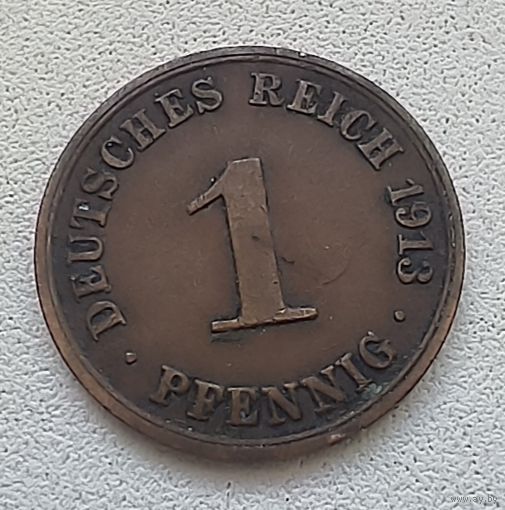 DEUTSCHES REICH 1913
1
· PFENNIG ·
www.ay.by